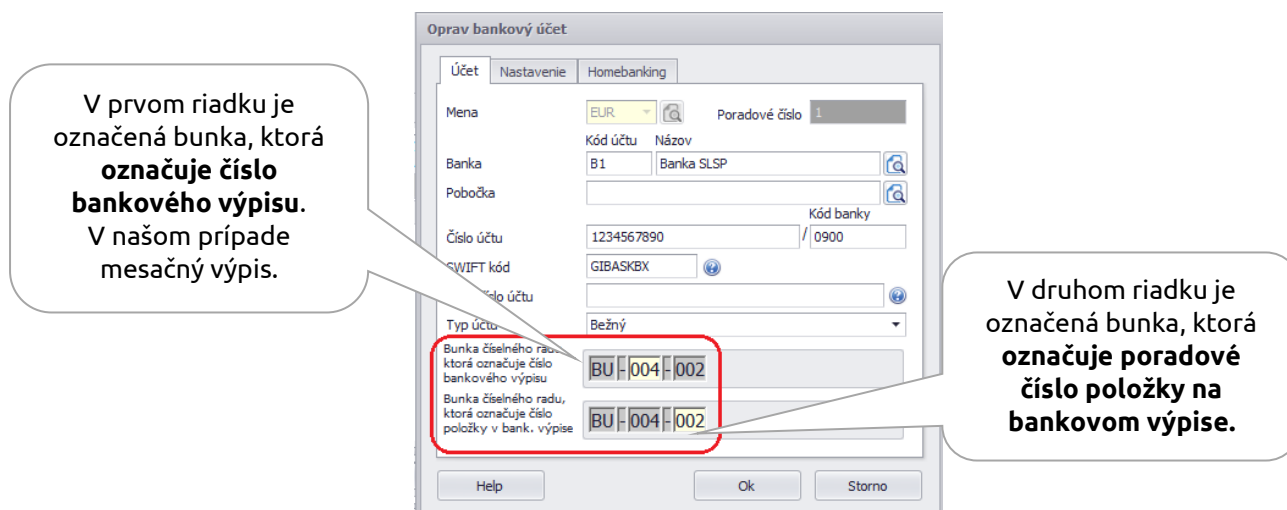 Oprav bankový účet
Účet Nastavenie Homebanking
Mena EUR Poradové číslo 1
Kód účtu Názov
Banka B1 Banka SLSP
Pobočka
Kód banky
Číslo účtu 1234567890 / 0900
SWIFT kód GIBASKBX
číslo účtu
Typ účtu Bežný
Bunka číselného radu,
ktorá označuje číslo
bankového výpisu
BU - 004 - 002
Bunka číselného radu,
ktorá označuje číslo
položky v bank. výpise
BU - 004 - 002
Help Ok Storno
V prvom riadku je
označená bunka, ktorá
označuje číslo
bankového výpisu.
V našom prípade
mesačný výpis.
V druhom riadku je
označená bunka, ktorá
označuje poradové
číslo položky na
bankovom výpise.